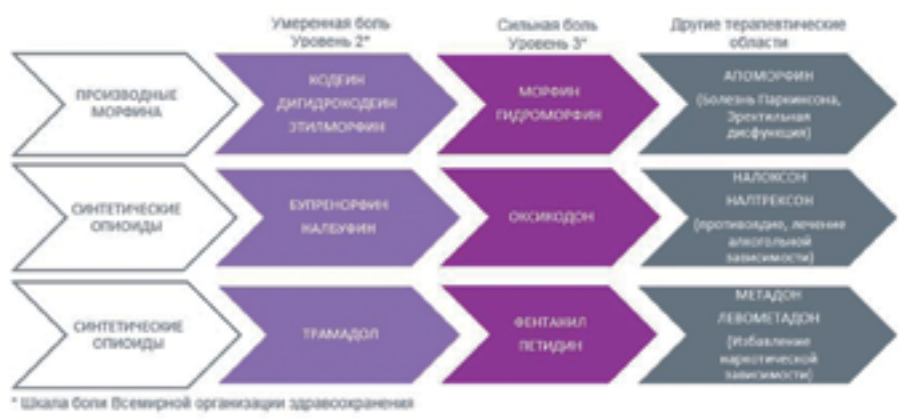 Умеренная боль
Уровень 2*
Сильная боль
Уровень 3*
Другие терапевтические
области
ПРОИЗВОДНЫЕ
МОРФИНА
КОДЕИН
ДИГИДРОКОДЕИН
ЭТИЛМОРФИН
МОРФИН
ГИДРОМОРФИН
АПОМОРФИН
(Болезнь Паркинсона,
Эректильная
дисфункция)
СИНТЕТИЧЕСКИЕ
ОПИОИДЫ
БУПРЕНОРФИН
НАЛБУФИН
ОКСИКОДОН
НАЛОКСОН
НАЛТРЕКСОН
(противоядие, лечение
алкогольной
зависимости)
СИНТЕТИЧЕСКИЕ
ОПИОИДЫ
ТРАМАДОЛ
ФЕНТАНИЛ
ПЕТИДИН
МЕТАДОН
ЛЕВОМЕТАДОН
(Избавление
наркотической
зависимости)
* Шкала боли Всемирной организации здравоохранения